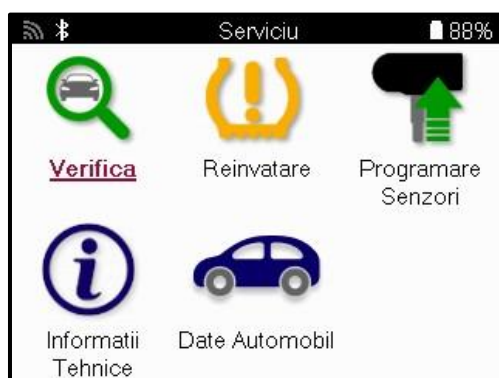 Serviciu 88%
Verifica Reinvatare Programare
Senzori
Informatii Date Automobil
Tehnice